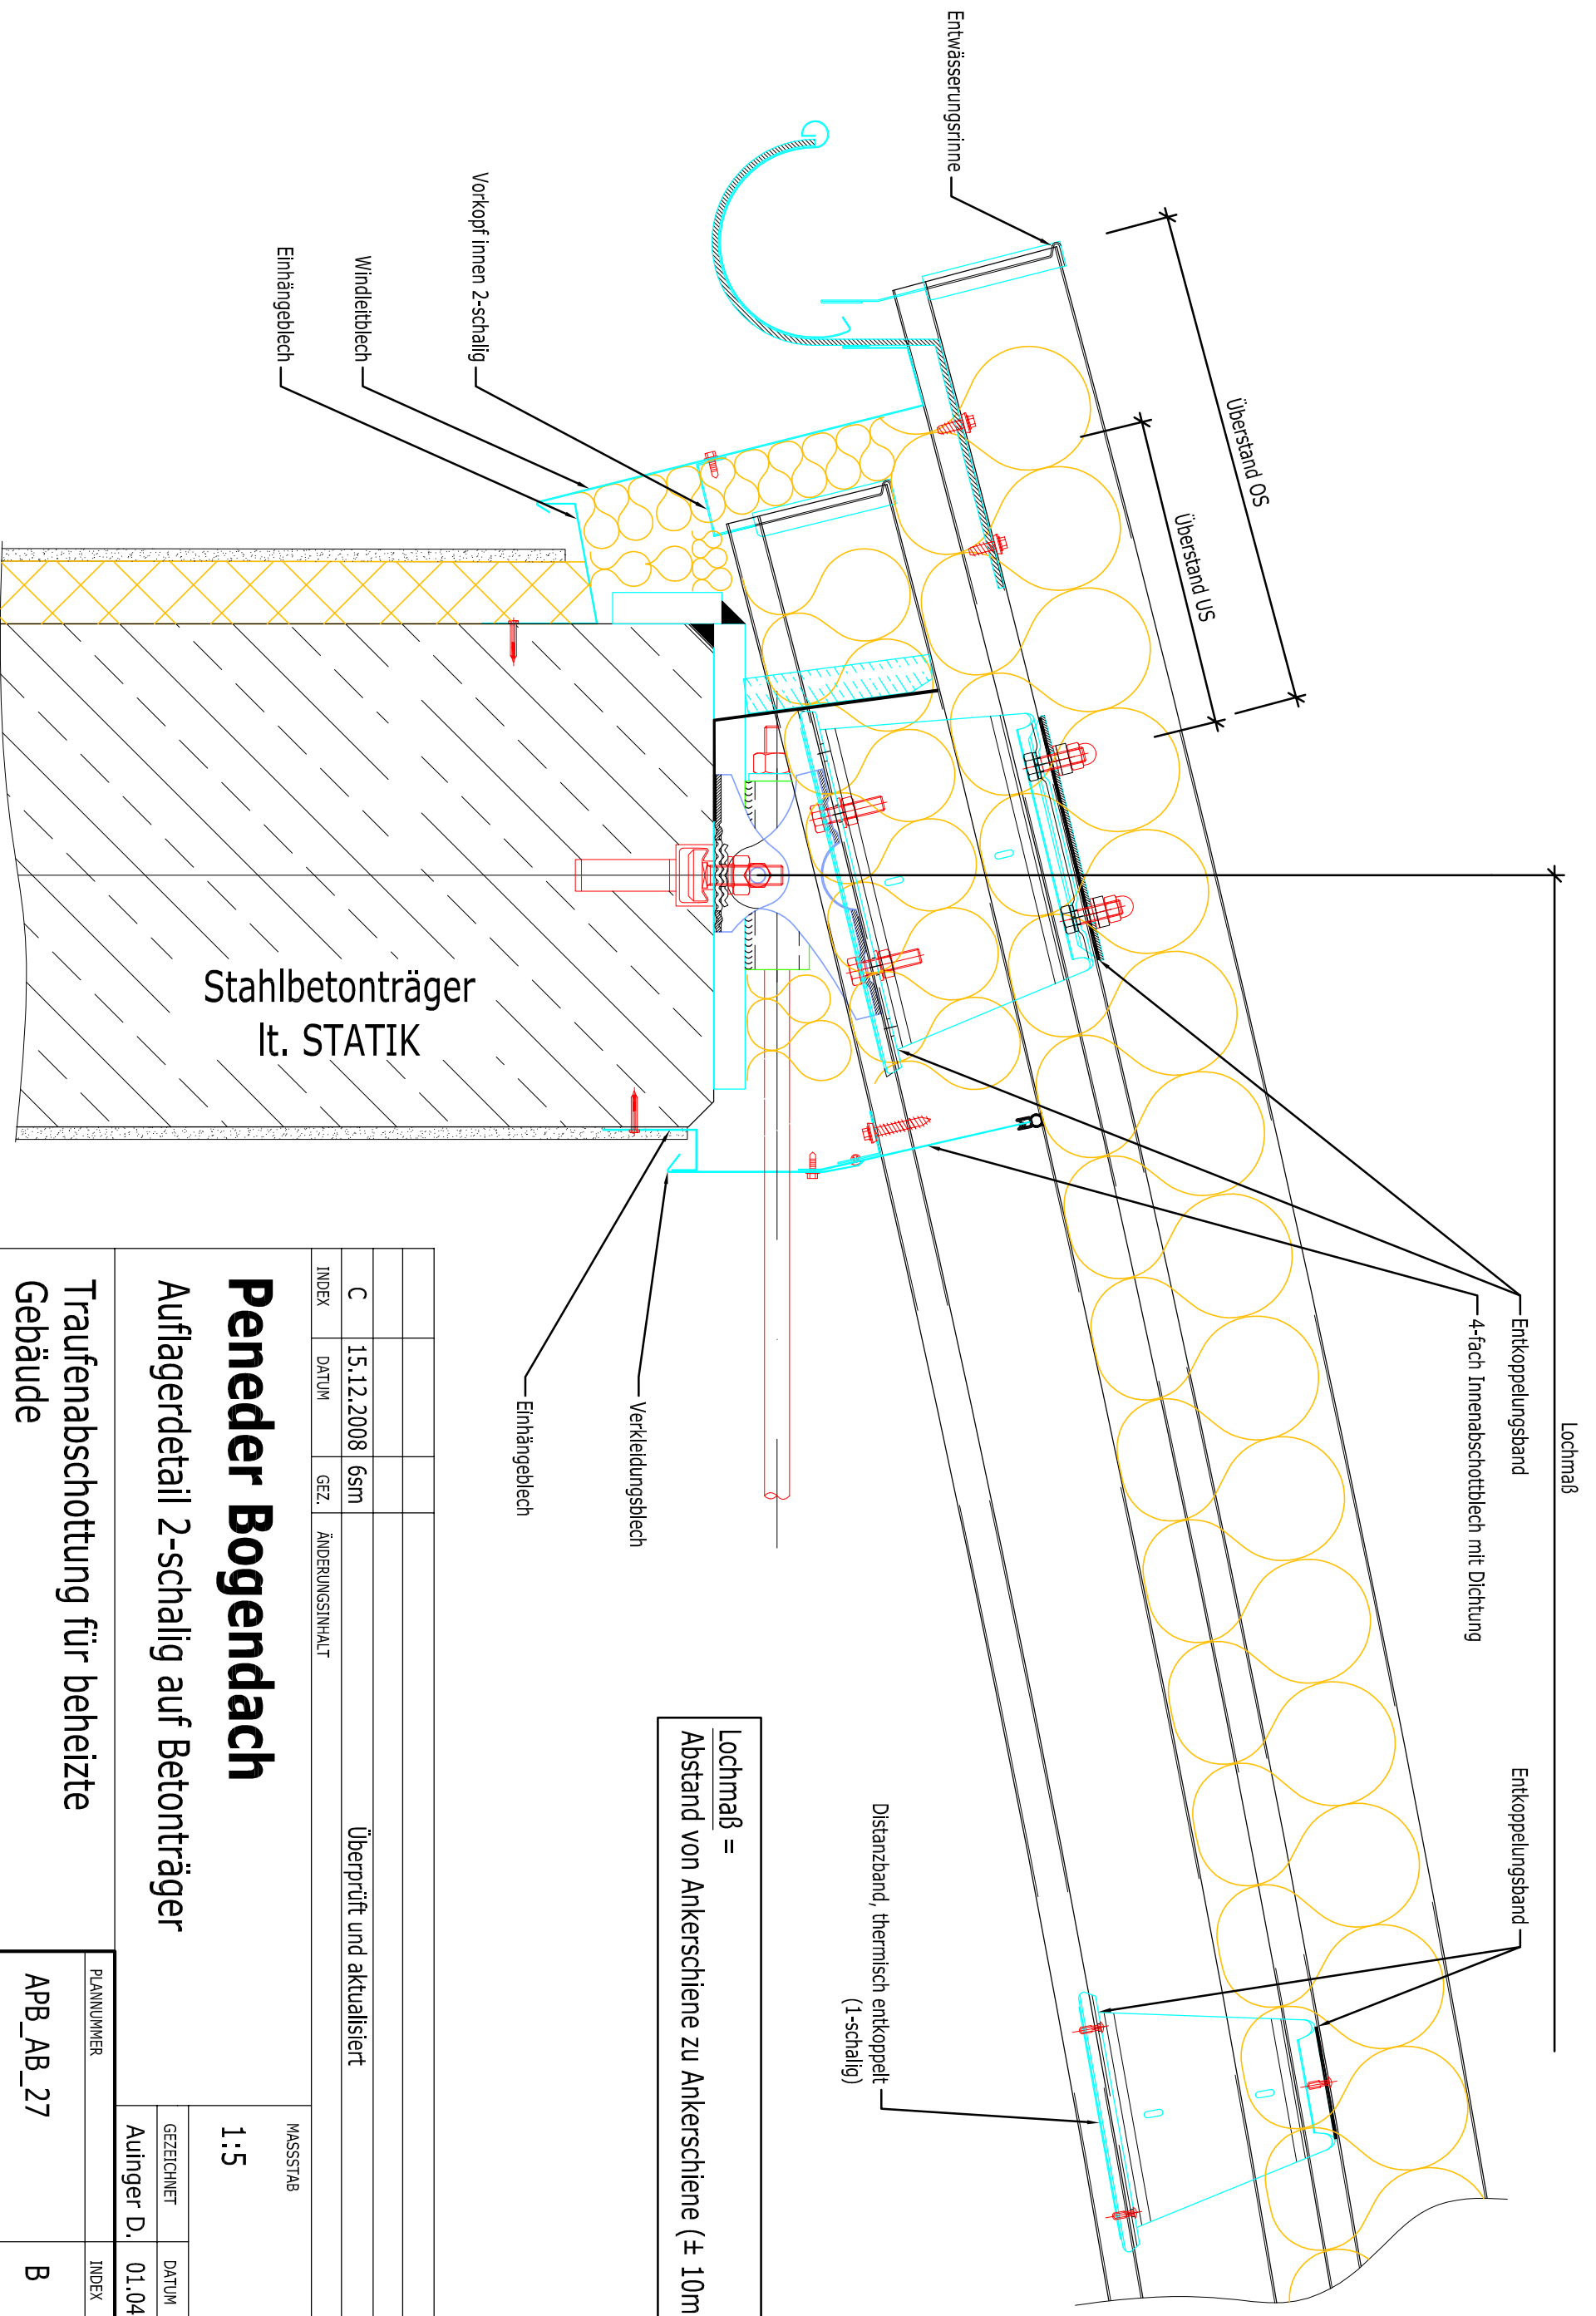 Lochmaß
Entkoppelungsband
4-fach Innenabschottblech mit Dichtung
Entkoppelungsband
Überstand OS
Überstand US
Entwässerungsrinne
Distanzband, thermisch entkoppelt
(1-schalig)
Vorkopf innen 2-schalig
Windleitblech
Einhängeblech
Verkleidungsblech
Einhängeblech
Stahlbetonträger
lt. STATIK
Lochmaß =
Abstand von Ankerschiene zu Ankerschiene (± 10m
C 15.12.2008 6sm Überprüft und aktualisiert
INDEX DATUM GEZ. ÄNDERUNGSINHALT
Peneder Bogendach
Auflagerdetail 2-schalig auf Betonträger
MASSSTAB
1:5
GEZEICHNET DATUM
Auinger D. 01.04
Traufenabschottung für beheizte
Gebäude
PLANNUMMER INDEX
APB_AB_27 B